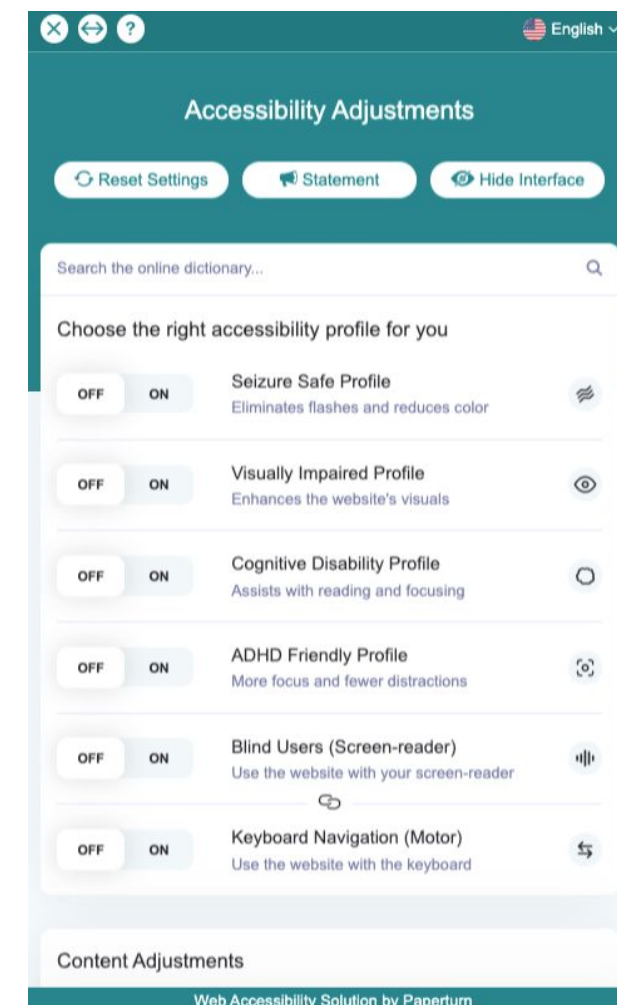 English
Accessibility Adjustments
Reset Settings
Statement
Hide Interface
Search the online dictionary...
Choose the right accessibility profile for you
OFF ON Seizure Safe Profile
Eliminates flashes and reduces color
OFF ON Visually Impaired Profile
Enhances the website's visuals
OFF ON Cognitive Disability Profile
Assists with reading and focusing
OFF ON ADHD Friendly Profile
More focus and fewer distractions
OFF ON Blind Users (Screen-reader)
Use the website with your screen-reader
OFF ON Keyboard Navigation (Motor)
Use the website with the keyboard
Content Adjustments
Web Accessibility Solution by Paperturn